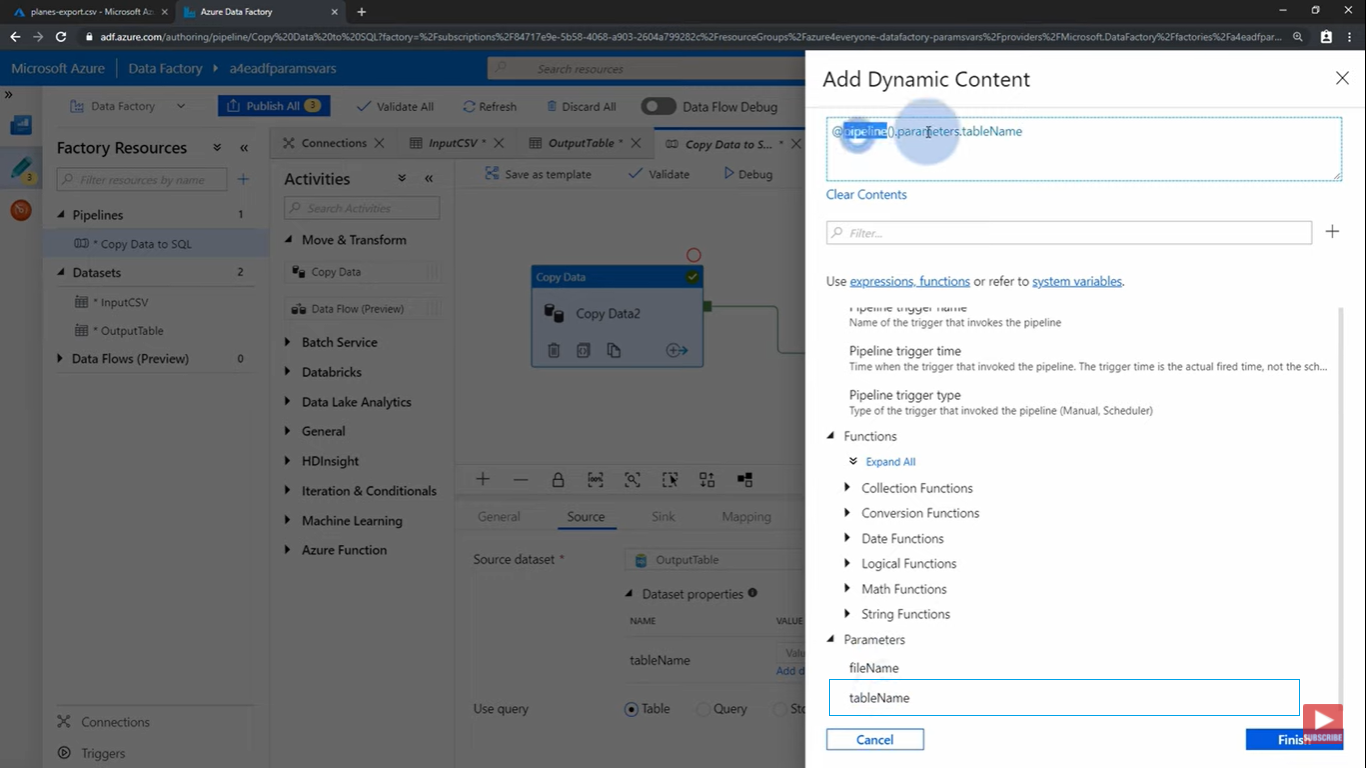 planes-export.csv - Microsoft Az
Azure Data Factory
adf.azure.com/authoring/pipeline/Copy%20Data%20to%20SQL?factory=%2Fsubscriptions%2F84717e9e-5b58-4068-a903-2604a799282c%2FresourceGroups%2Fazure4everyone-datafactory-paramsvars%2Fproviders%2FMicrosoft.DataFactory%2Ffactories%2Fa4eadfpar...
Microsoft Azure
Data Factory
a4eadfparamsvars
Search resources
Data Factory
Publish All
3
Validate All
Refresh
Discard All
Data Flow Debug
3
Factory Resources
Filter resources by name
Pipelines
1
* Copy Data to SQL
Datasets
2
* InputCSV
* OutputTable
Data Flows (Preview)
0
Connections
Triggers
Connections
InputCSV *
OutputTable *
Copy Data to S... *
Activities
Search Activities
Move & Transform
Copy Data
Data Flow (Preview)
Batch Service
Databricks
Data Lake Analytics
General
HDInsight
Iteration & Conditionals
Machine Learning
Azure Function
Save as template
Validate
Debug
Copy Data
Copy Data2
100%
General
Source
Sink
Mapping
Source dataset *
OutputTable
Dataset properties
NAME
VALUE
tableName
Valu
Add d
Use query
Table
Query
Sto
Add Dynamic Content
@pipeline().parameters.tableName
Clear Contents
Filter...
Use expressions, functions or refer to system variables.
Pipeline trigger name
Name of the trigger that invokes the pipeline
Pipeline trigger time
Time when the trigger that invoked the pipeline. The trigger time is the actual fired time, not the sch...
Pipeline trigger type
Type of the trigger that invoked the pipeline (Manual, Scheduler)
Functions
Expand All
Collection Functions
Conversion Functions
Date Functions
Logical Functions
Math Functions
String Functions
Parameters
fileName
tableName
Cancel
Finish
SUBSCRIBE